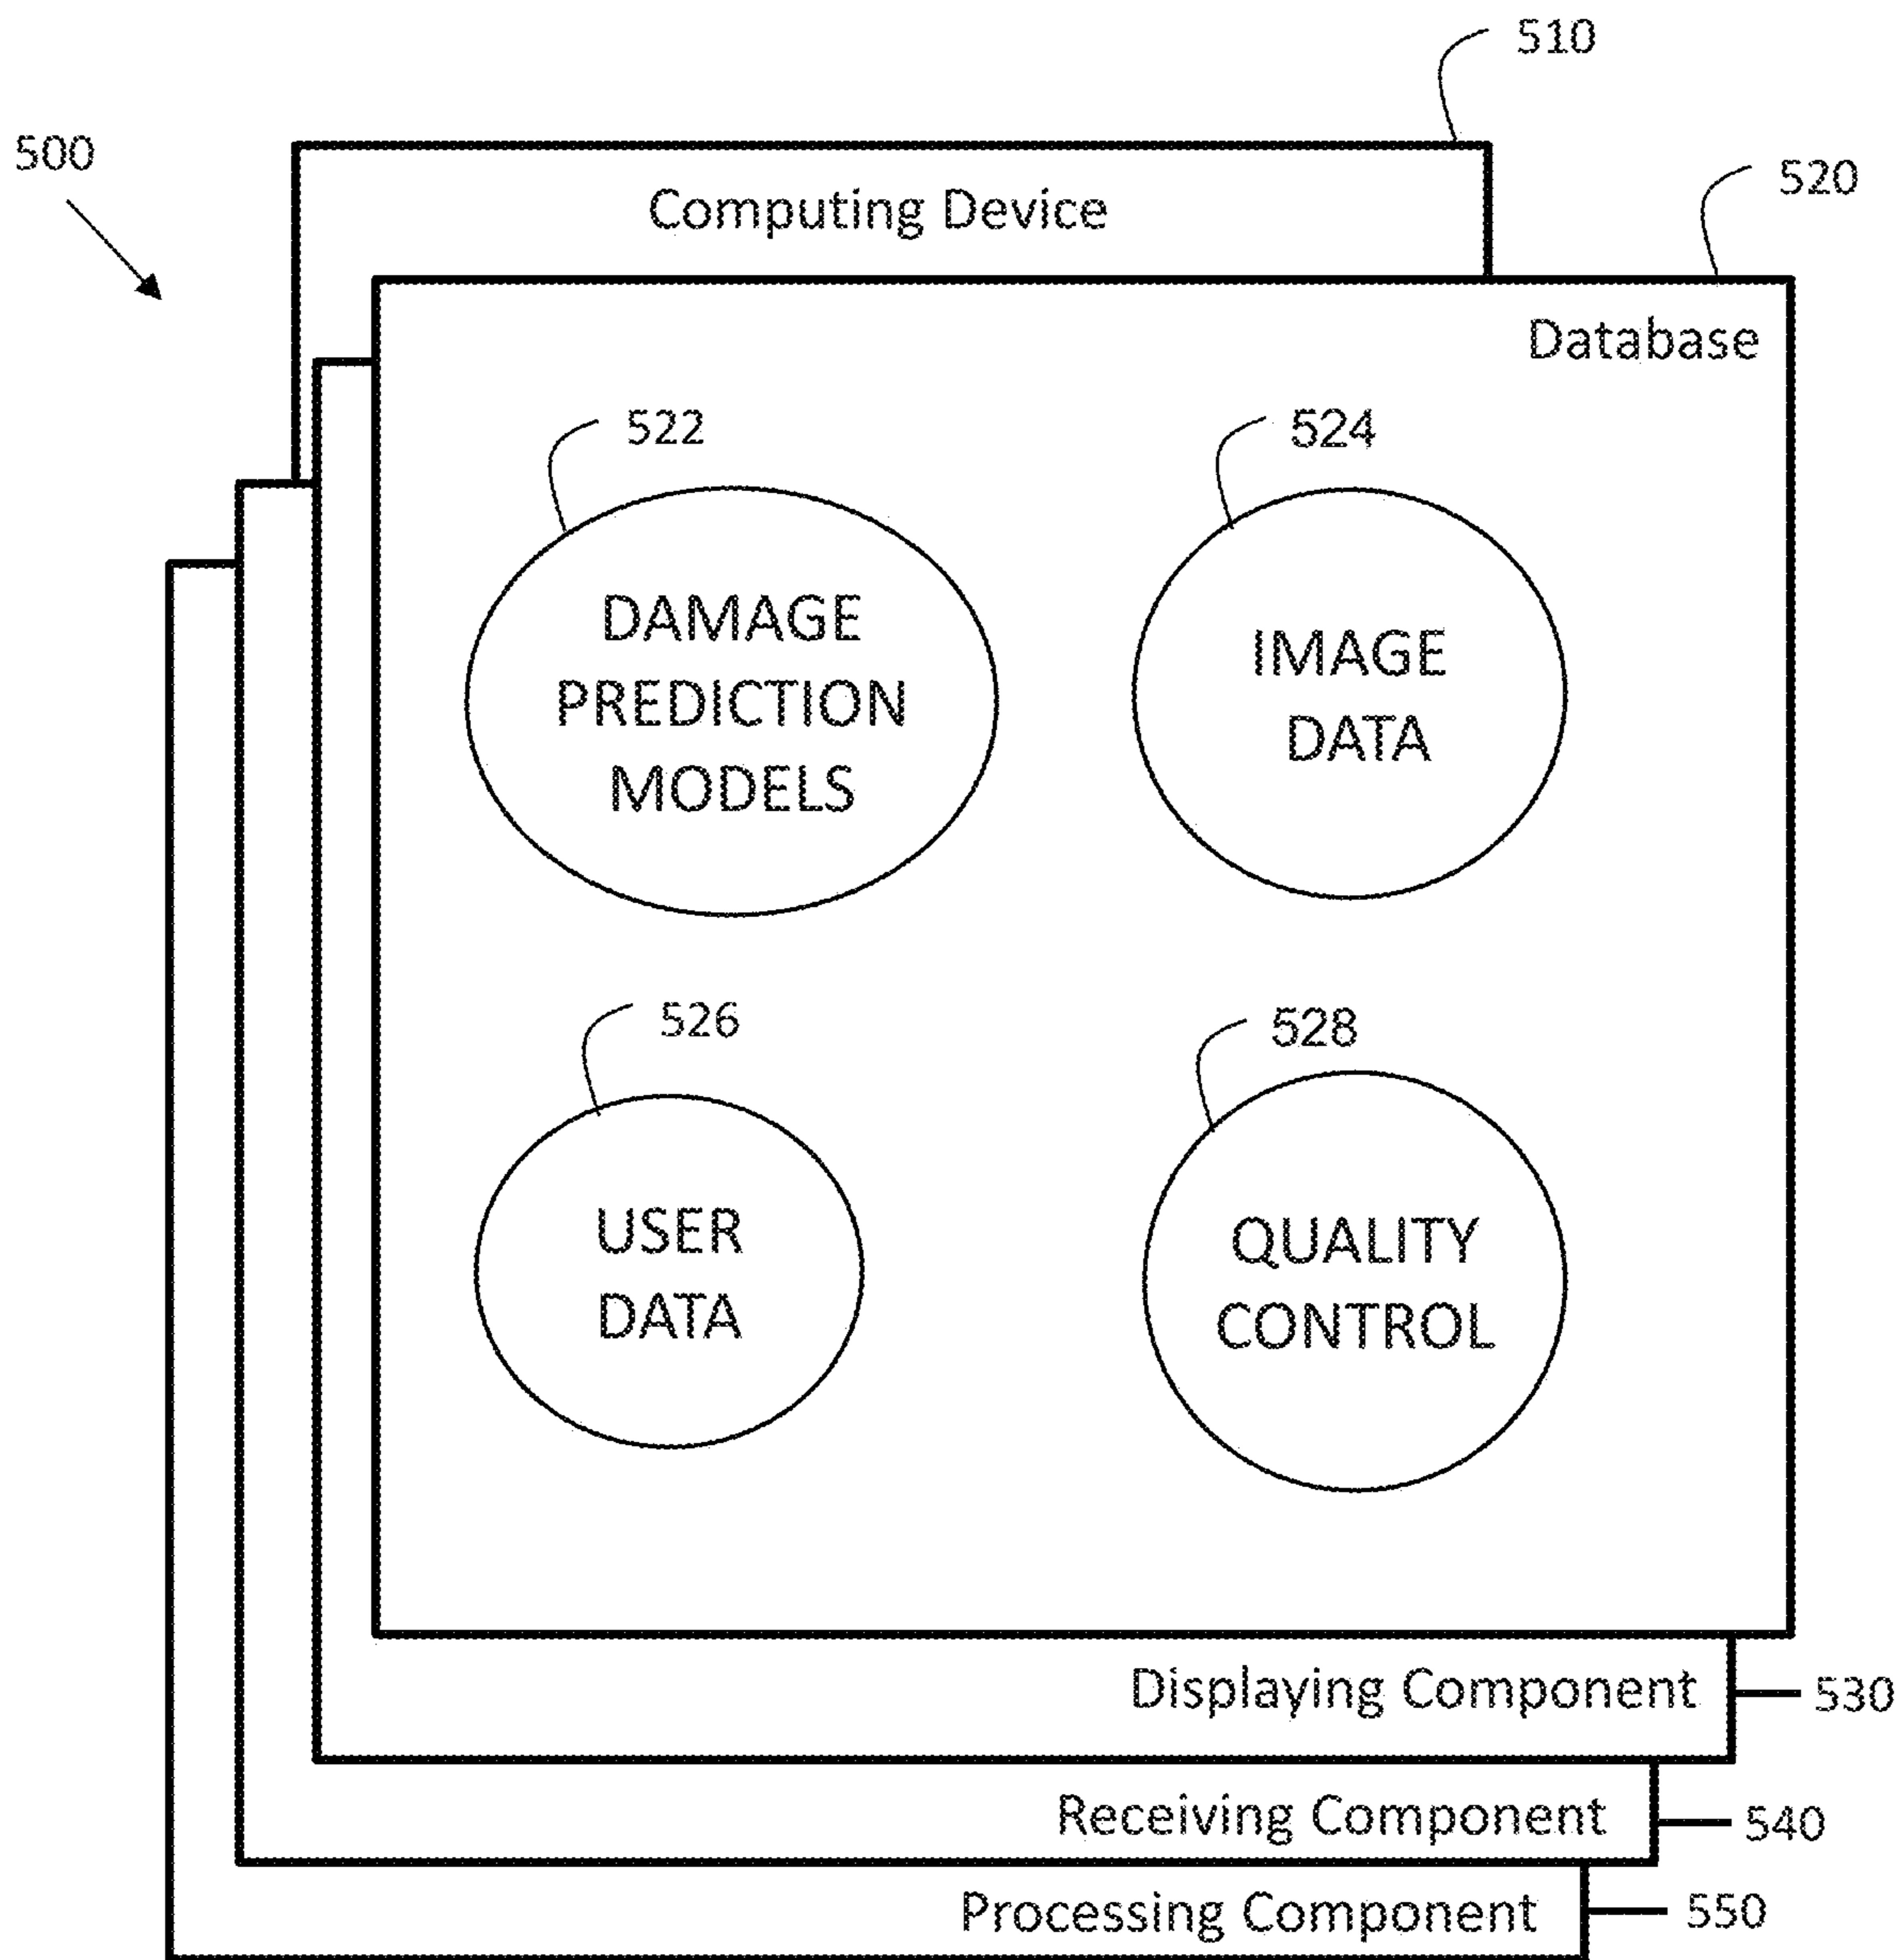 510
500
Computing Device
520
Database
522
524
DAMAGE
PREDICTION
MODELS
IMAGE
DATA
526
528
USER
DATA
QUALITY
CONTROL
Displaying Component
530
Receiving Component
540
Processing Component
550